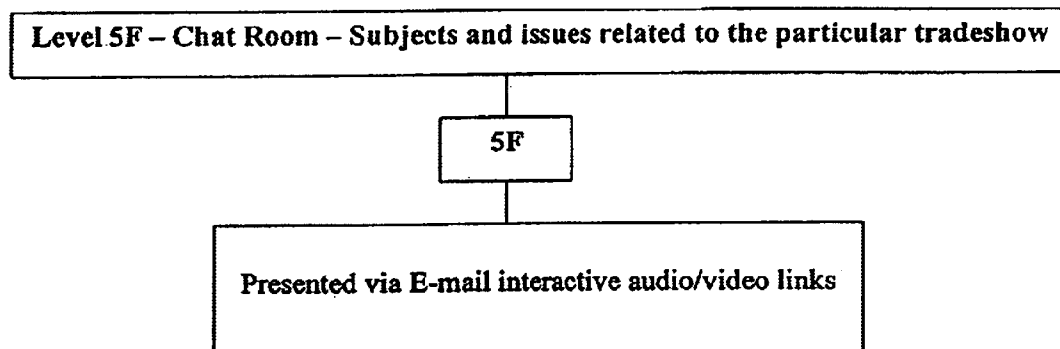 Level 5F – Chat Room – Subjects and issues related to the particular tradeshow
5F
Presented via E-mail interactive audio/video links